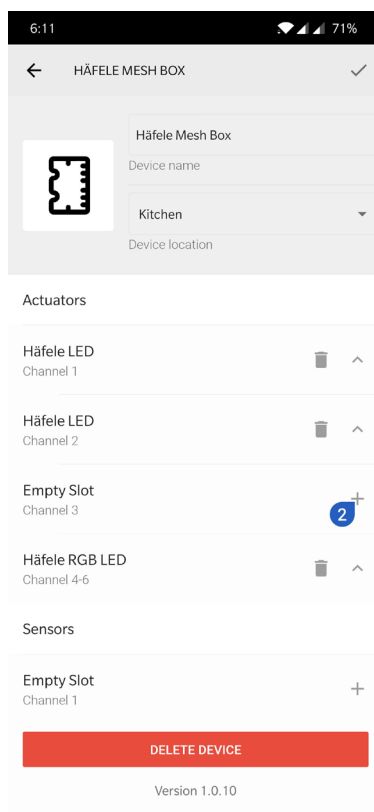 6:11
71%
HÄFELE MESH BOX
Häfele Mesh Box
Device name
Kitchen
Device location
Actuators
Häfele LED
Channel 1
Häfele LED
Channel 2
Empty Slot
Channel 3
2
Häfele RGB LED
Channel 4-6
Sensors
Empty Slot
Channel 1
DELETE DEVICE
Version 1.0.10